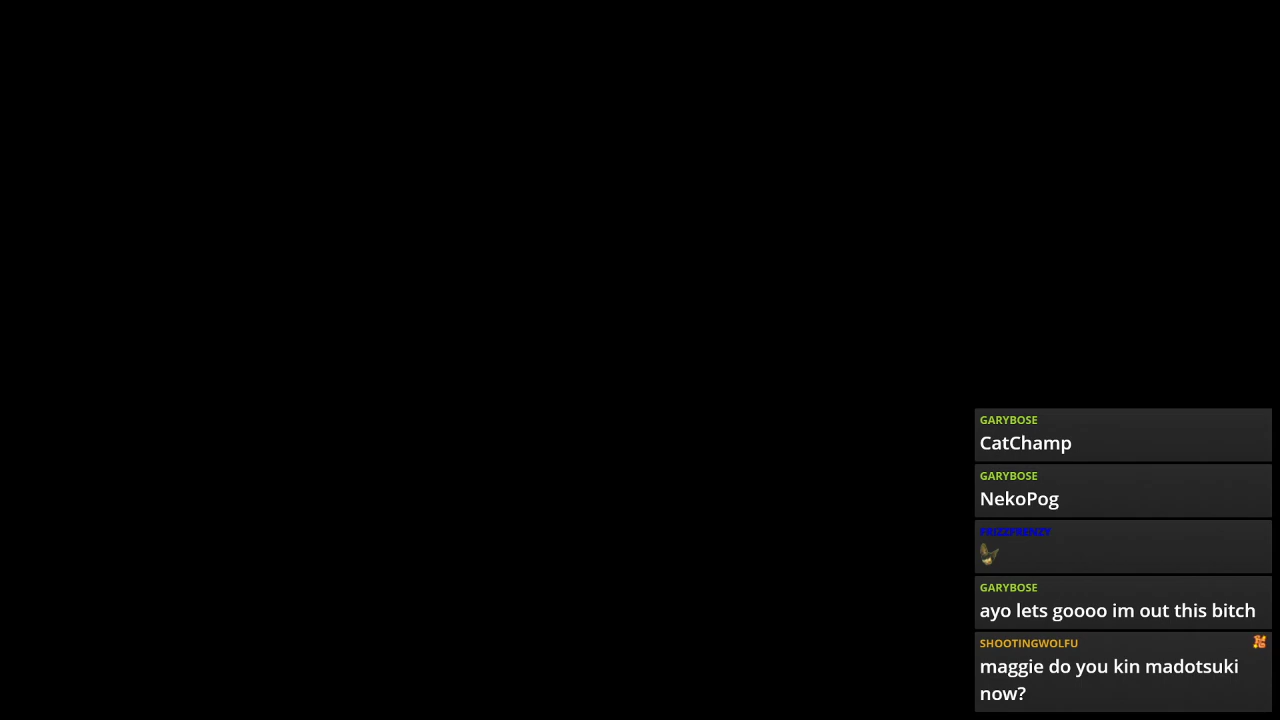 GARYBOSE
CatChamp
GARYBOSE
NekoPog
FRIZZFRENZY
GARYBOSE
ayo lets goooo im out this bitch
SHOOTINGWOLFU
maggie do you kin madotsuki
now?